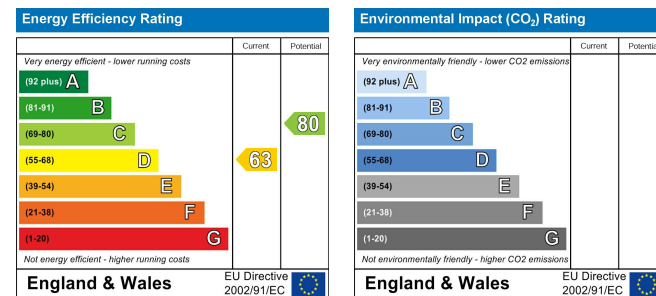 Energy Efficiency Rating
Current Potential
Very energy efficient - lower running costs
(92 plus) A
(81-91) B
(69-80) C
(55-68) D
(39-54) E
(21-38) F
(1-20) G
80
63
Not energy efficient - higher running costs
England & Wales
EU Directive
2002/91/EC
Environmental Impact (CO₂) Rating
Current Potential
Very environmentally friendly - lower CO2 emissions
(92 plus) A
(81-91) B
(69-80) C
(55-68) D
(39-54) E
(21-38) F
(1-20) G
Not environmentally friendly - higher CO2 emissions
England & Wales
EU Directive
2002/91/EC